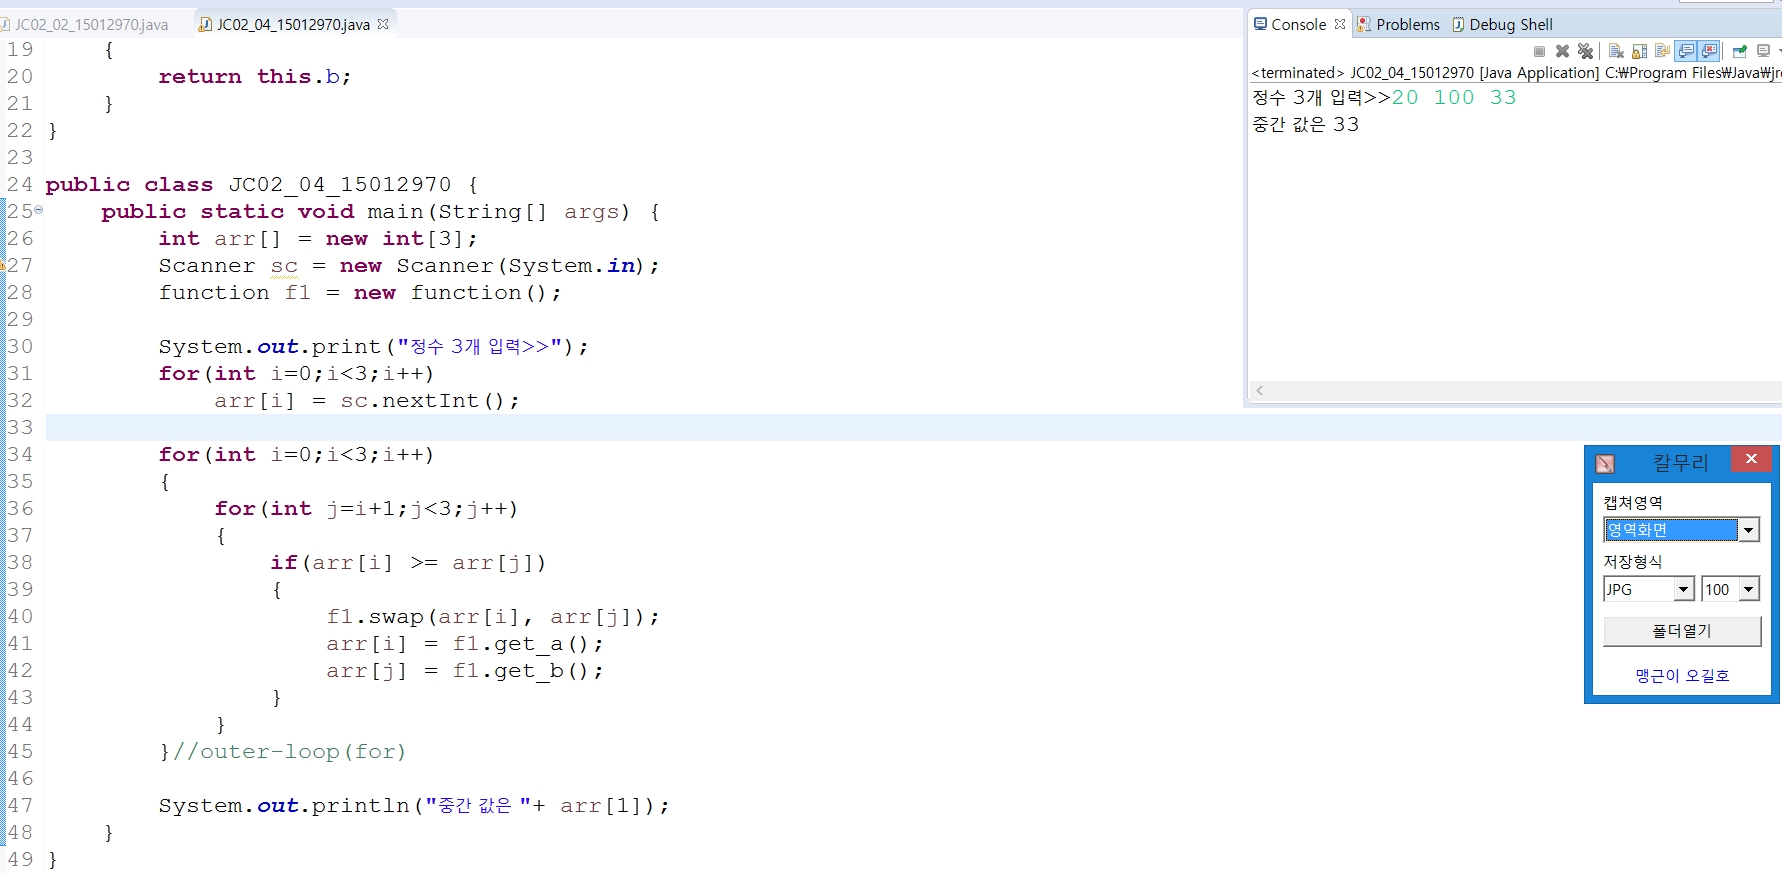 JC02_02_15012970.java JC02_04_15012970.java
19 {
20 return this.b;
21 }
22 }
23
24 public class JC02_04_15012970 {
25 public static void main(String[] args) {
26 int arr[] = new int[3];
27 Scanner sc = new Scanner(System.in);
28 function f1 = new function();
29
30 System.out.print("정수 3개 입력>>");
31 for(int i=0;i<3;i++)
32 arr[i] = sc.nextInt();
33
34 for(int i=0;i<3;i++)
35 {
36 for(int j=i+1;j<3;j++)
37 {
38 if(arr[i] >= arr[j])
39 {
40 f1.swap(arr[i], arr[j]);
41 arr[i] = f1.get_a();
42 arr[j] = f1.get_b();
43 }
44 }
45 }//outer-loop(for)
46
47 System.out.println("중간 값은 "+ arr[1]);
48 }
49 }
Console Problems Debug Shell
<terminated> JC02_04_15012970 [Java Application] C:￦Program Files￦Java￦jr
정수 3개 입력>>20 100 33
중간 값은 33
칼무리
캡쳐영역
영역화면
저장형식
JPG 100
폴더열기
맹근이 오길호